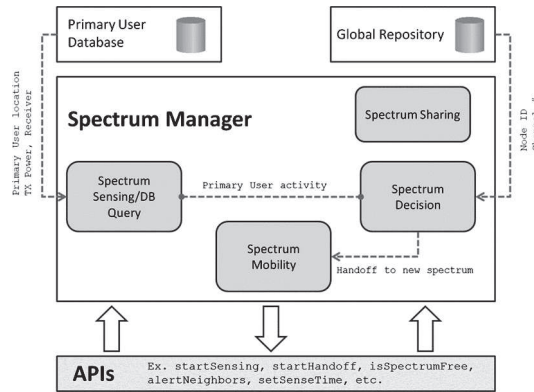 Primary User
Database
Global Repository
Primary User location
TX Power, Receiver
Node ID
Spectrum Manager
Spectrum Sharing
Spectrum
Sensing/DB
Query
Primary User activity
Spectrum
Decision
Spectrum
Mobility
Handoff to new spectrum
APIs
Ex. startSensing, startHandoff, isSpectrumFree,
alertNeighbors, setSenseTime, etc.